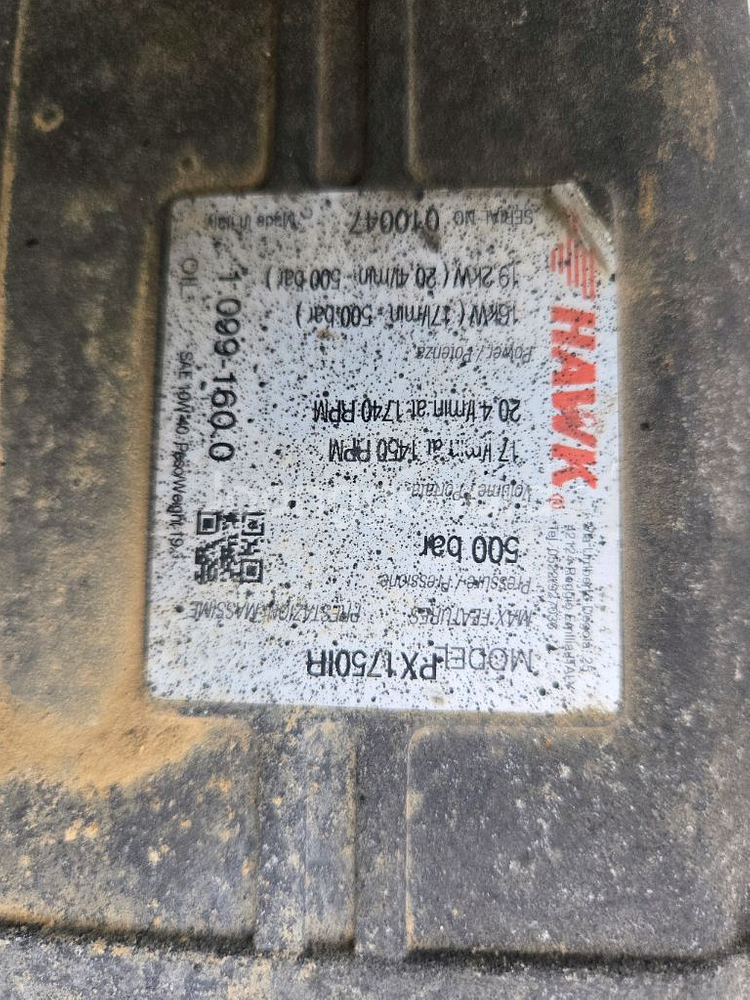 HAWK®
MODEL PX1750IR
MAX FEATURES PRESTAZIONI MASSIME
Pressure / Pressione
500 bar
Volume / Portata
17 l/min at 1450 RPM
20.4 l/min at 1740 RPM
Power / Potenza
16kW ( 17l/min - 500 bar )
19.2kW ( 20.4l/min - 500 bar )
SERIAL NO 010047 Made in Italy
OIL:
1.099-160.0
SAE 10W40 Peso/Weight